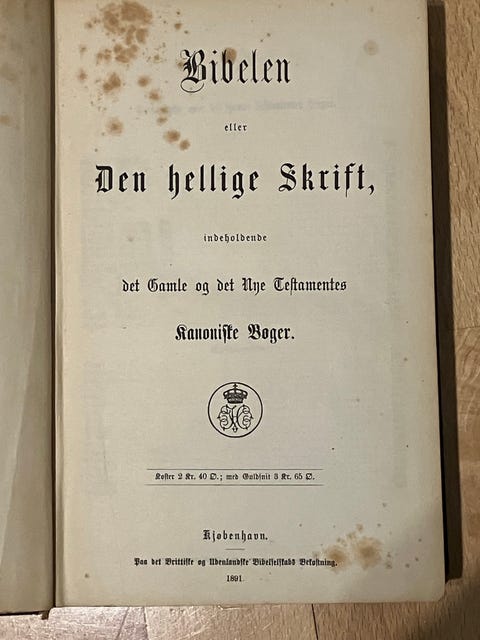 Bibelen
eller
Den hellige Skrift,
indeholdende
det Gamle og det Nye Testamentes
Kanoniske Bøger.
Koster 2 Kr. 40 Ø.; med Guldsnit 3 Kr. 65 Ø.
Kjøbenhavn.
Paa det Brittiske og Udenlandske Bibelselskabs Bekostning.
1891.